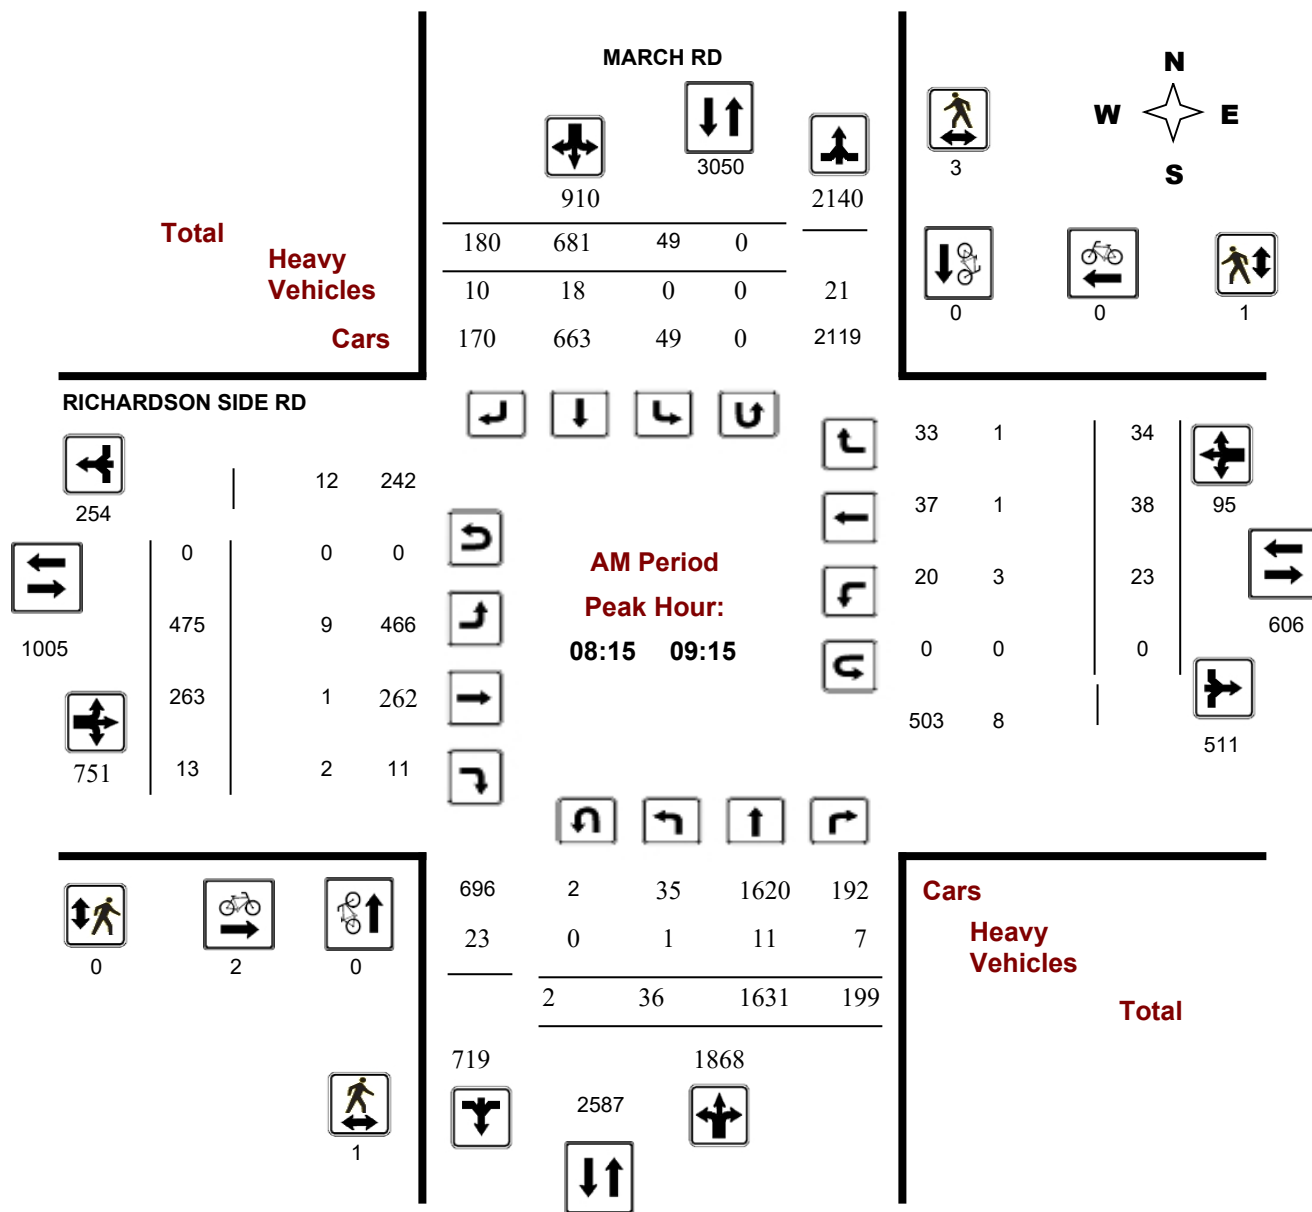 MARCH RD
N
W E
S
3050
3
910
2140
Total
180 681 49 0
Heavy
Vehicles
10 18 0 0 21
0 0 1
Cars
170 663 49 0 2119
RICHARDSON SIDE RD
33 1 34
12 242
254
37 1 38 95
0 0 0
AM Period
20 3 23
Peak Hour:
475 9 466
606
1005
08:15 09:15
0 0 0
263 1 262
503 8
511
751
13 2 11
696 2 35 1620 192
Cars
23 0 1 11 7
Heavy
Vehicles
0 2 0
2 36 1631 199
Total
719 1868
2587
1